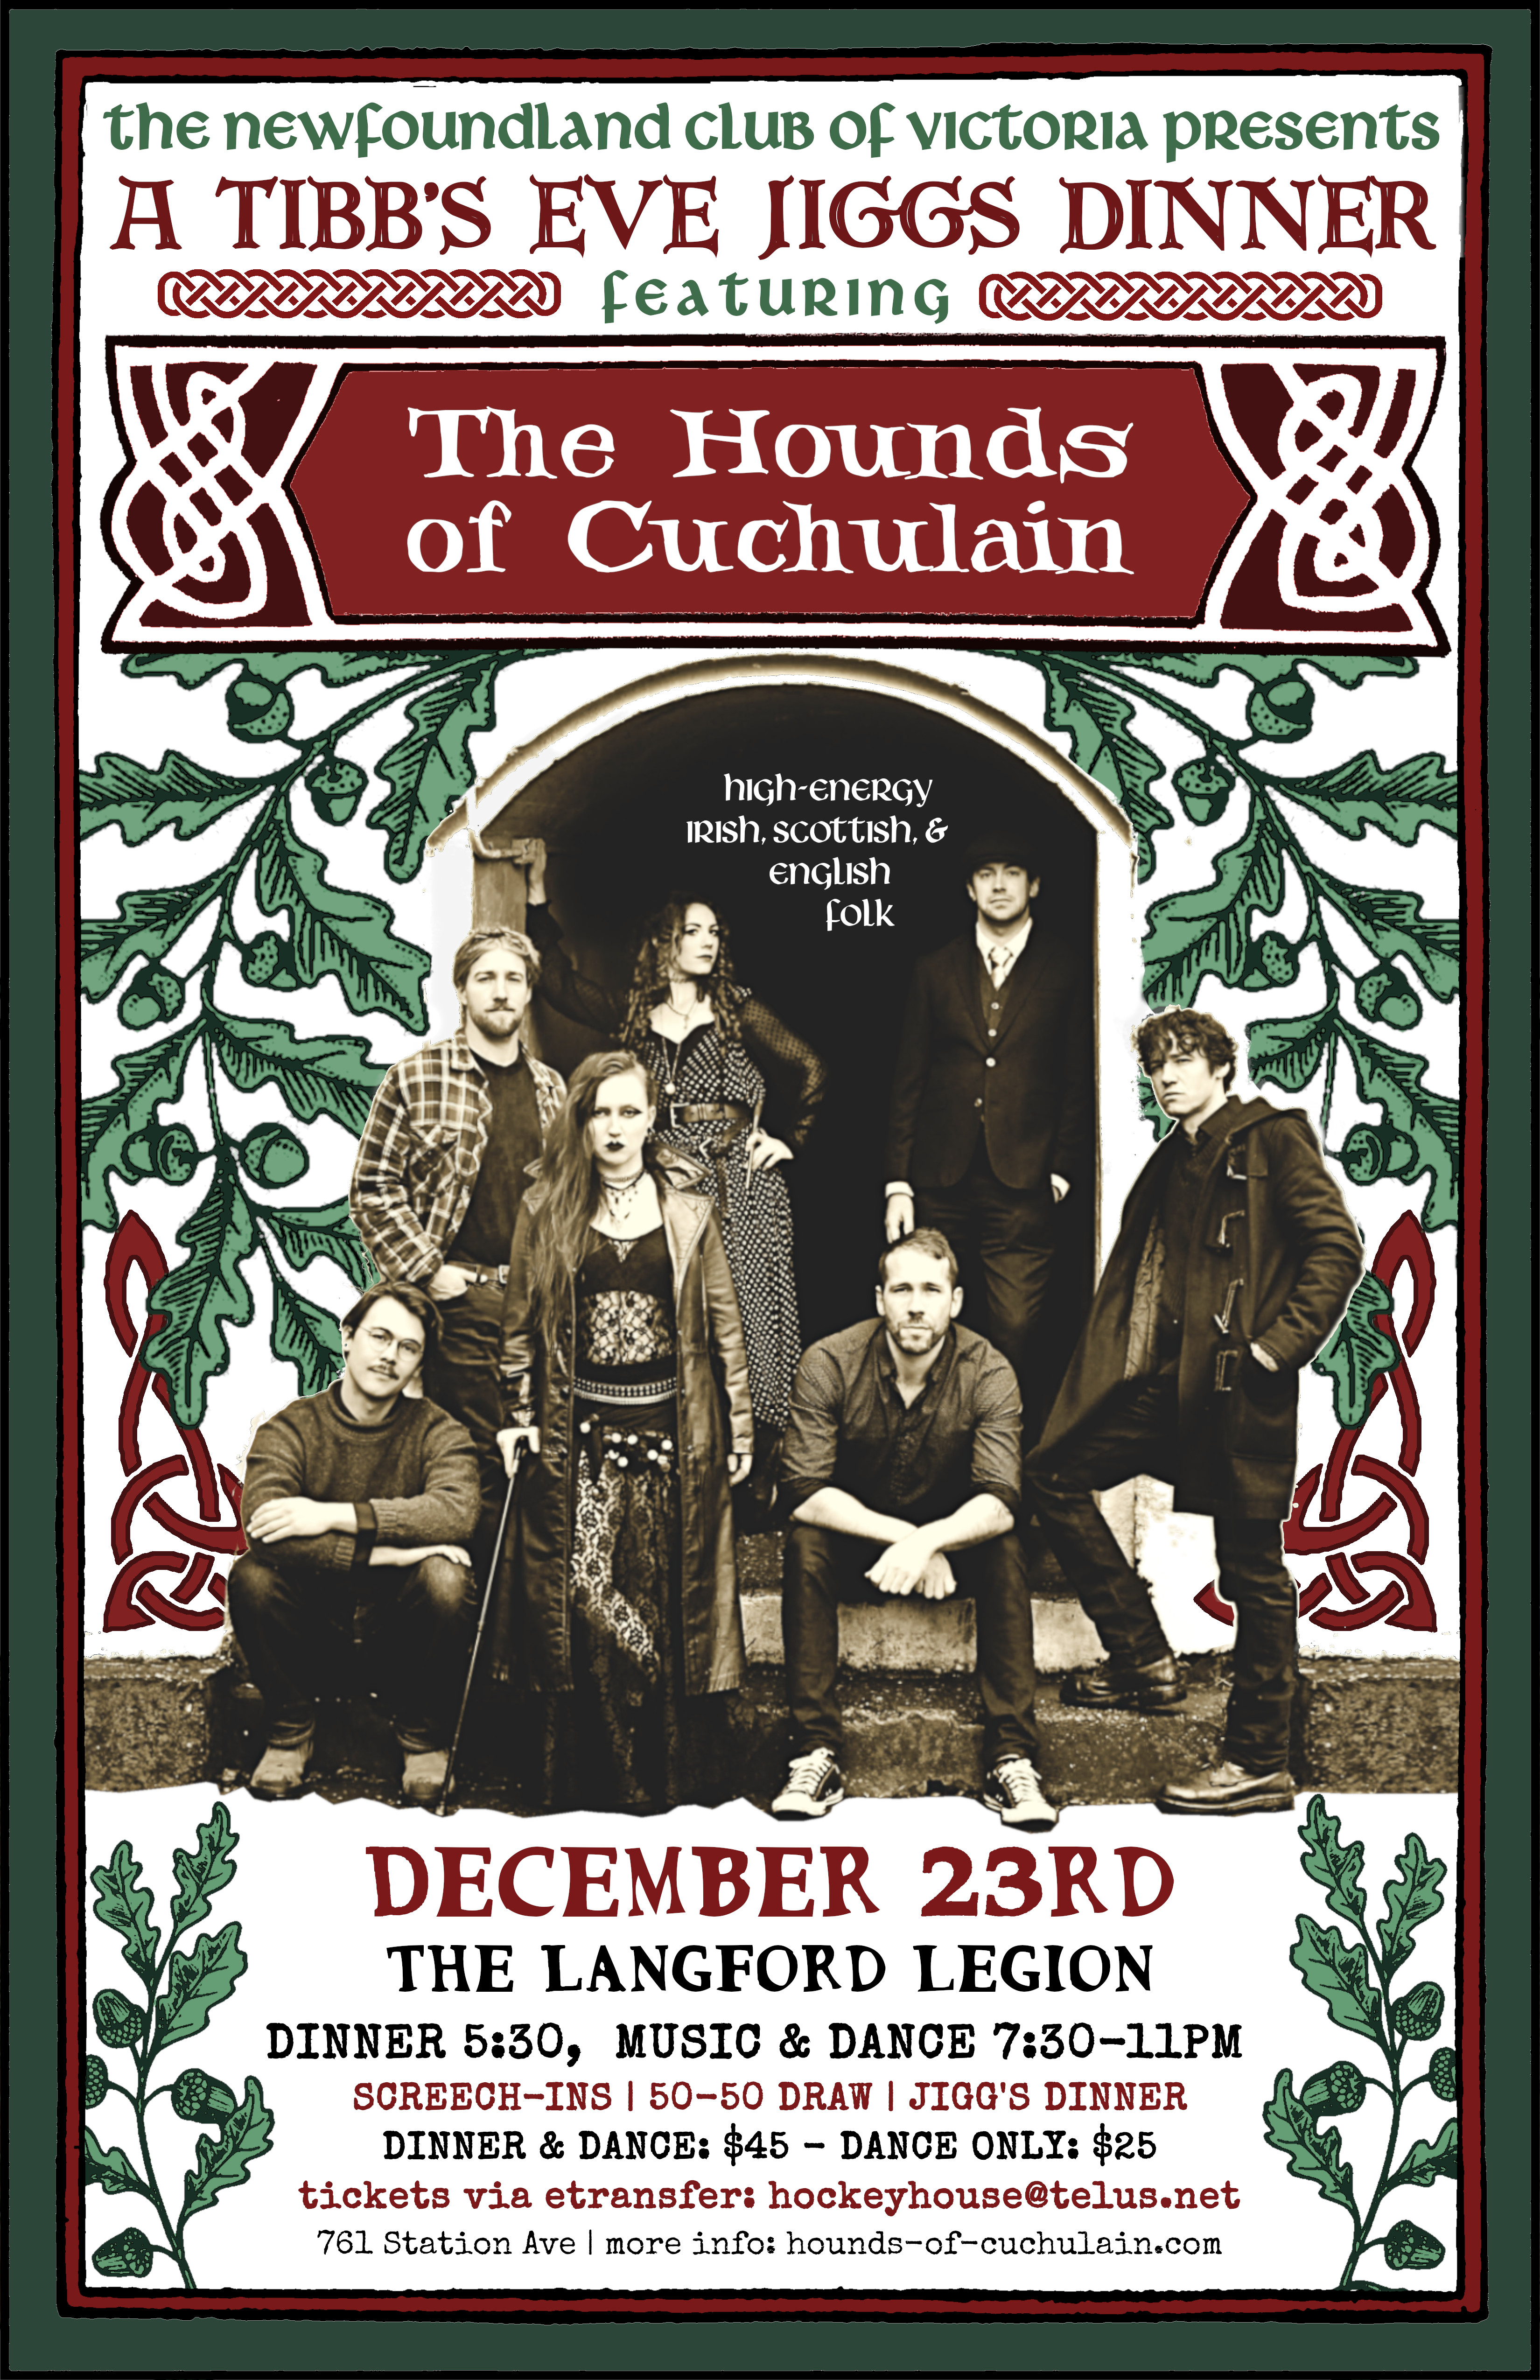 the newfoundland club of victoria presents
A TIBB'S EVE JIGGS DINNER
featuring
The Hounds
of Cuchulain
high-energy
irish, scottish, &
english
folk
DECEMBER 23RD
THE LANGFORD LEGION
DINNER 5:30, MUSIC & DANCE 7:30-11PM
SCREECH-INS | 50-50 DRAW | JIGG'S DINNER
DINNER & DANCE: $45 - DANCE ONLY: $25
tickets via etransfer: hockeyhouse@telus.net
761 Station Ave | more info: hounds-of-cuchulain.com